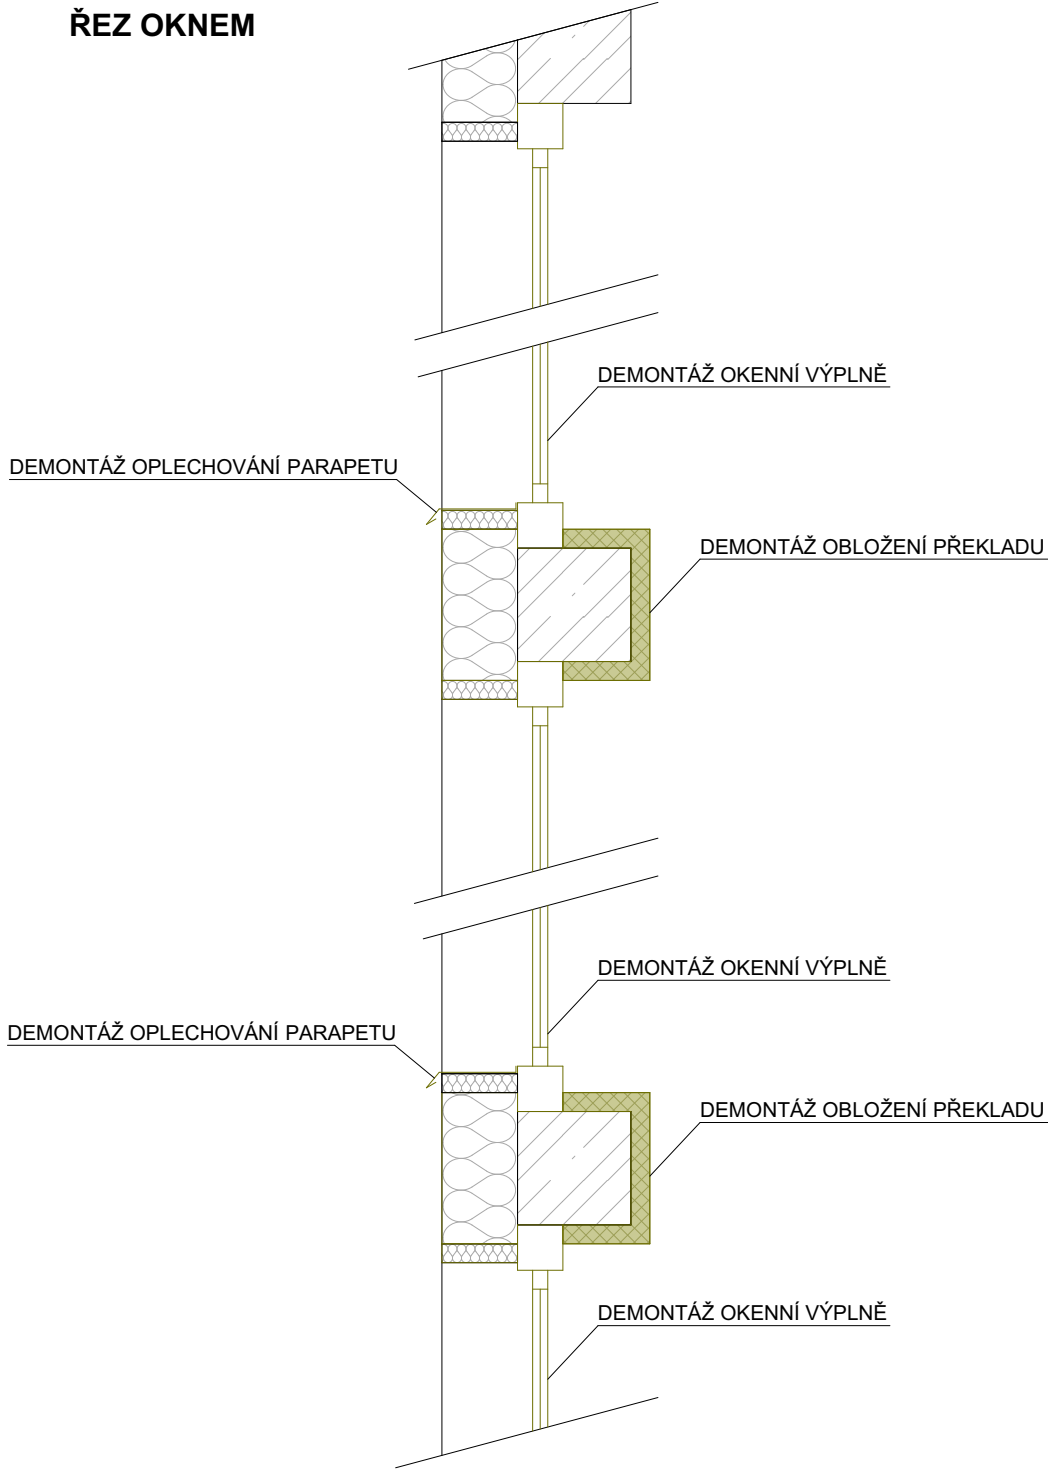 ŘEZ OKNEM
DEMONTÁŽ OKENNÍ VÝPLNĚ
DEMONTÁŽ OPLECHOVÁNÍ PARAPETU
DEMONTÁŽ OBLOŽENÍ PŘEKLADU
DEMONTÁŽ OKENNÍ VÝPLNĚ
DEMONTÁŽ OPLECHOVÁNÍ PARAPETU
DEMONTÁŽ OBLOŽENÍ PŘEKLADU
DEMONTÁŽ OKENNÍ VÝPLNĚ